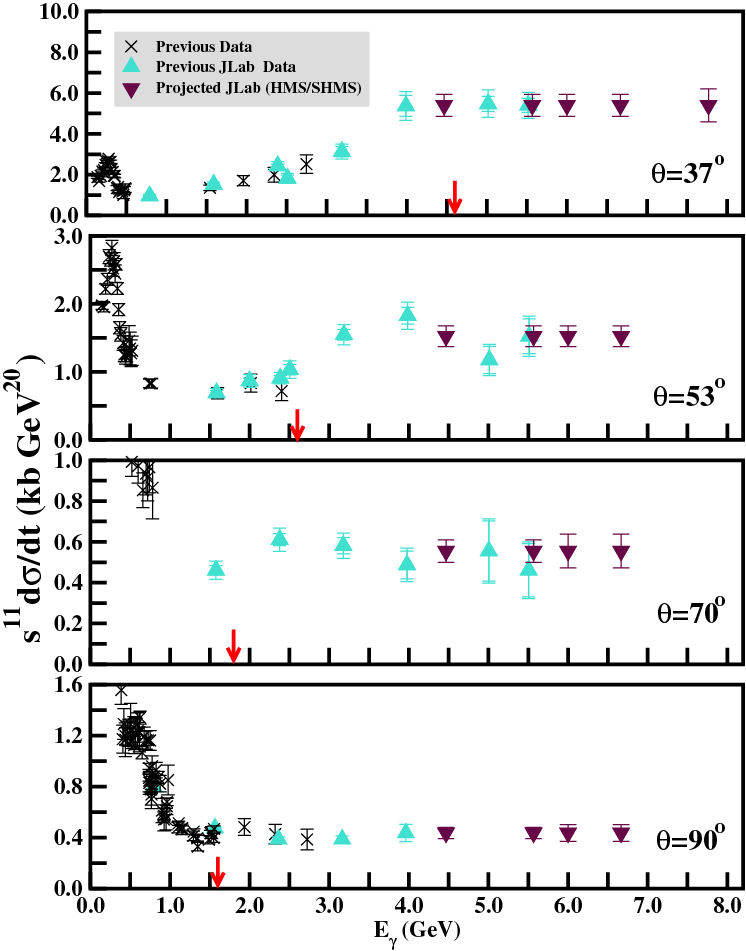 10.0
Previous Data
8.0
Previous JLab Data
Projected JLab (HMS/SHMS)
6.0
4.0
2.0
θ=37°
0.0
3.0
2.0
1.0
θ=53°
0.0
s¹¹ dσ/dt (kb GeV²⁰)
1.0
0.8
0.6
0.4
0.2
θ=70°
0.0
1.6
1.2
0.8
0.4
θ=90°
0.0
0.0 1.0 2.0 3.0 4.0 5.0 6.0 7.0 8.0
Eγ (GeV)